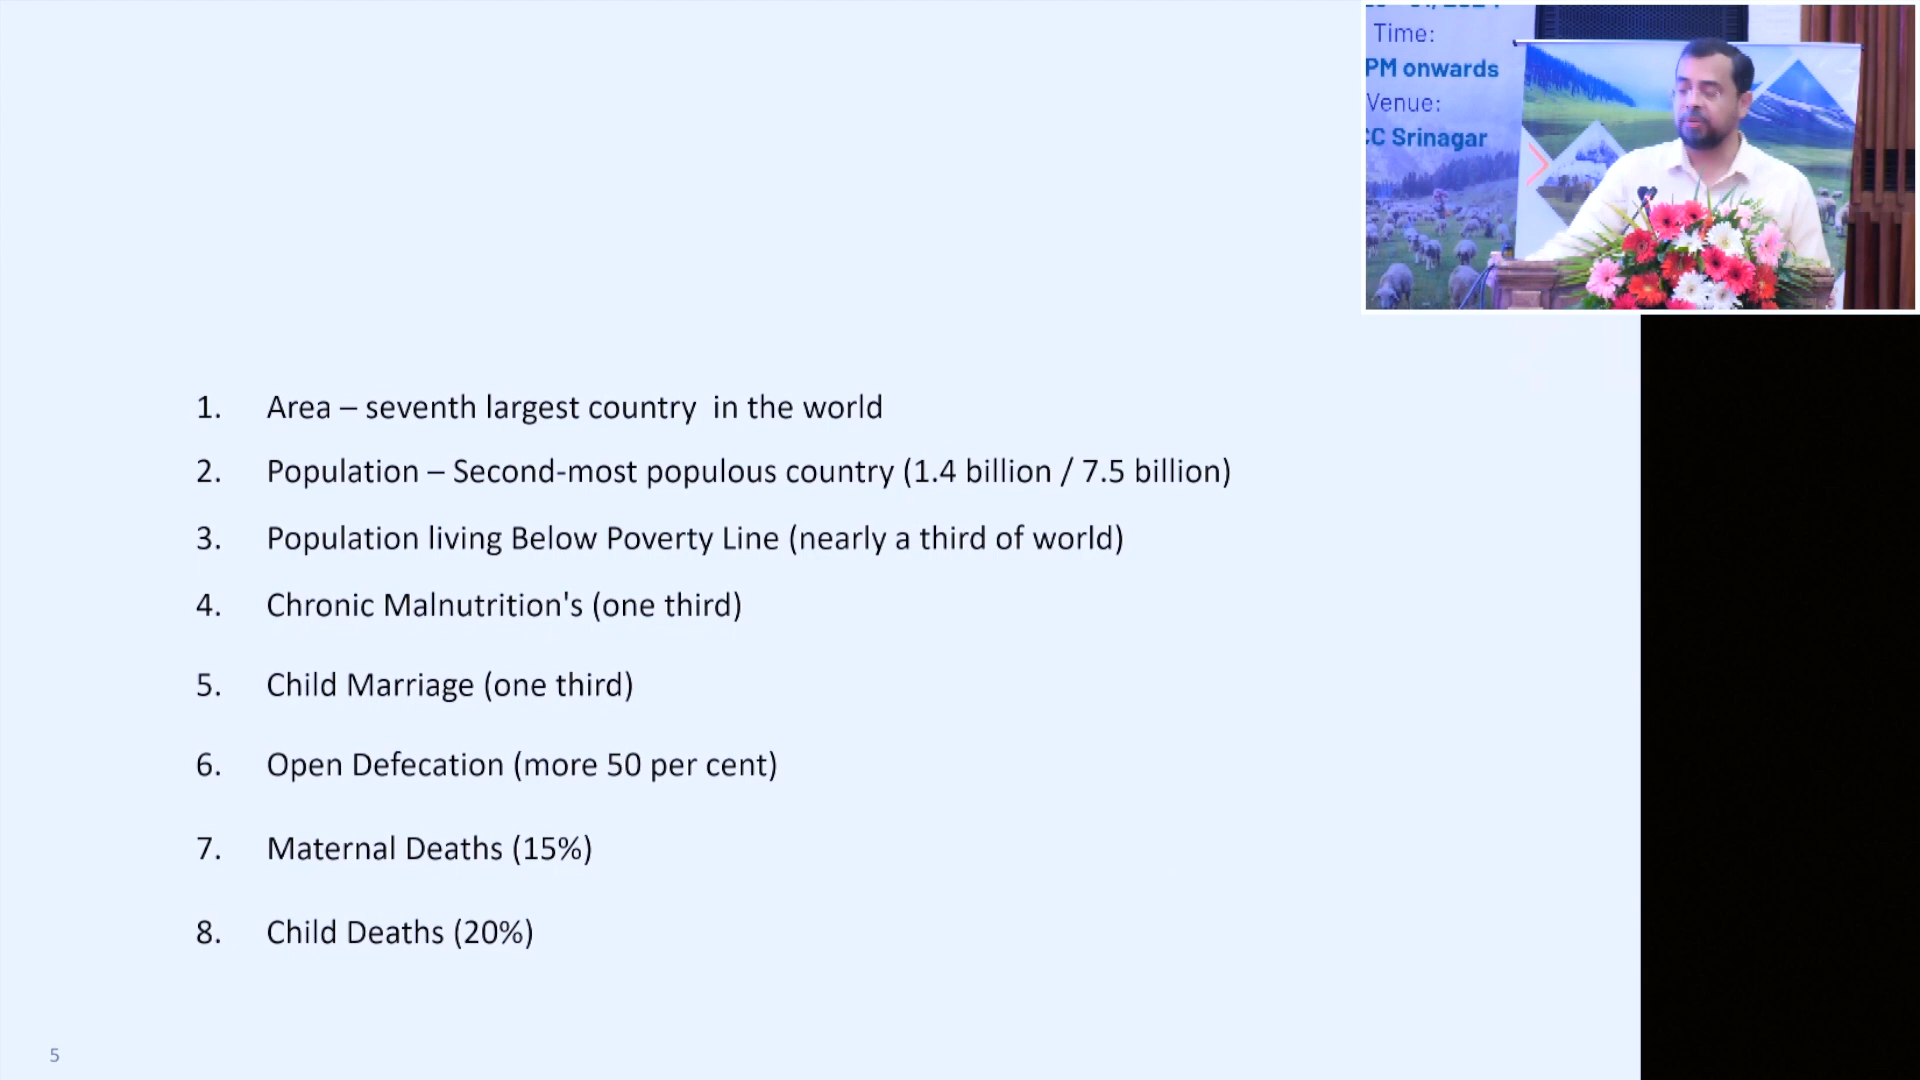 Time:
PM onwards
Venue:
CC Srinagar
1. Area – seventh largest country in the world
2. Population – Second-most populous country (1.4 billion / 7.5 billion)
3. Population living Below Poverty Line (nearly a third of world)
4. Chronic Malnutrition's (one third)
5. Child Marriage (one third)
6. Open Defecation (more 50 per cent)
7. Maternal Deaths (15%)
8. Child Deaths (20%)
5